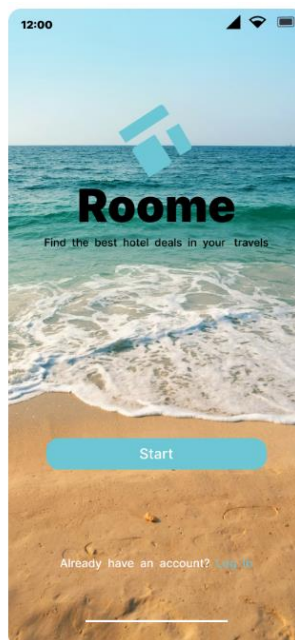 12:00
Roome
Find the best hotel deals in your travels
Start
Already have an account? Log in